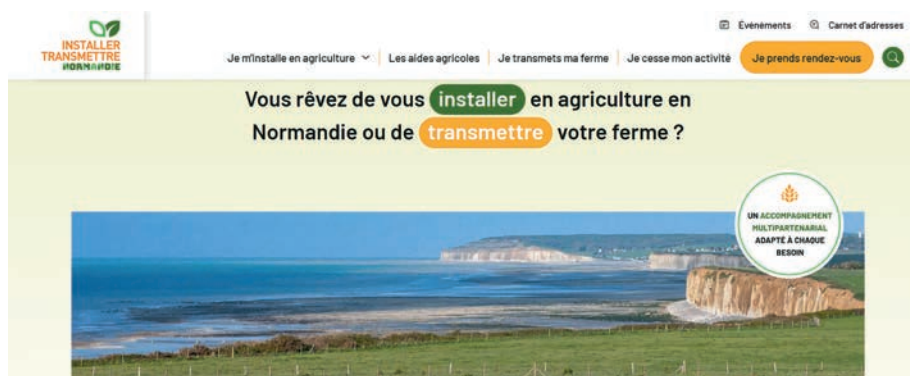 Événements
Carnet d'adresses
INSTALLER
TRANSMETTRE
NORMANDIE
Je m'installe en agriculture
Les aides agricoles
Je transmets ma ferme
Je cesse mon activité
Je prends rendez-vous
Vous rêvez de vous installer en agriculture en
Normandie ou de transmettre votre ferme ?
UN ACCOMPAGNEMENT
MULTIPARTENARIAL
ADAPTÉ À CHAQUE
BESOIN